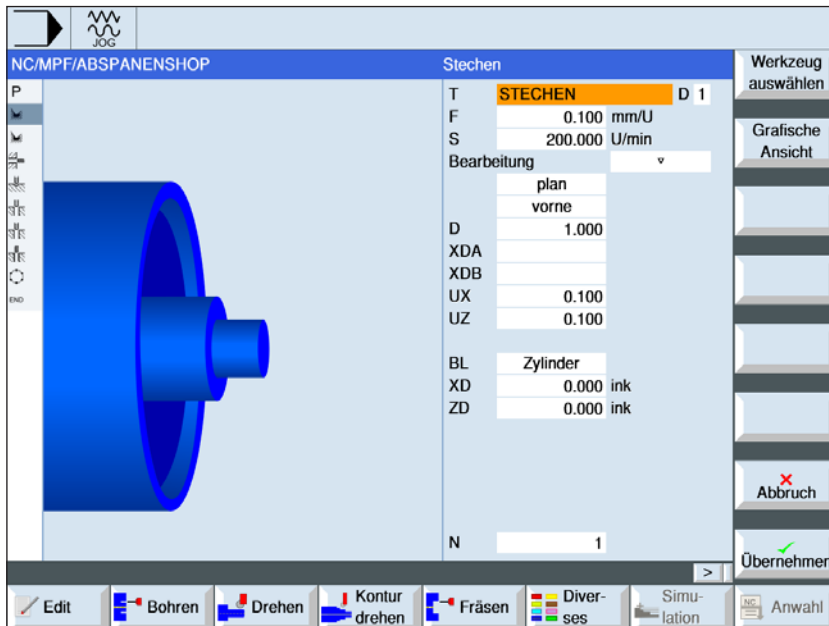 JOG
NC/MPF/ABSPANENSHOP
Stechen
P
END
T STECHEN D 1
F 0.100 mm/U
S 200.000 U/min
Bearbeitung ▿
plan
vorne
D 1.000
XDA
XDB
UX 0.100
UZ 0.100
BL Zylinder
XD 0.000 ink
ZD 0.000 ink
N 1
>
Werkzeug
auswählen
Grafische
Ansicht
Abbruch
Übernehmen
Edit
Bohren
Drehen
Kontur
drehen
Fräsen
Diver-
ses
Simu-
lation
NC
Anwahl